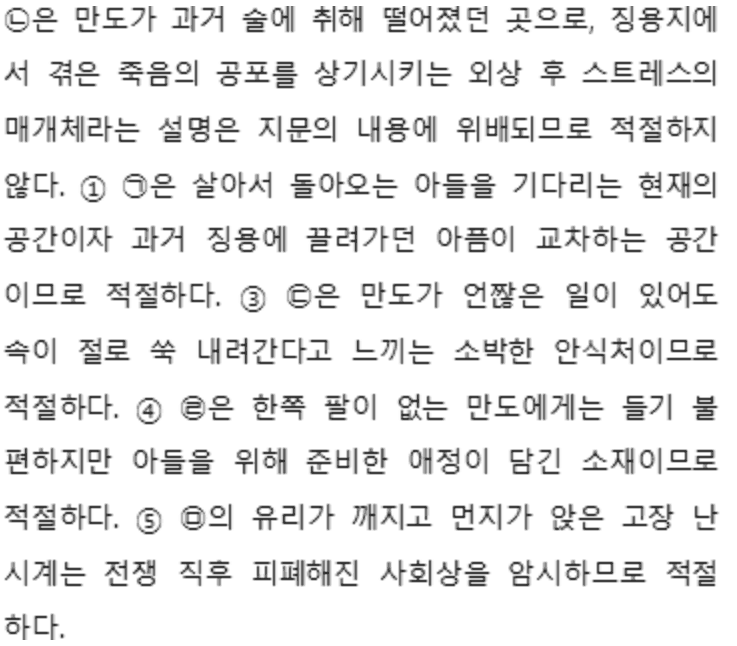 ㉡은 만도가 과거 술에 취해 떨어졌던 곳으로, 징용지에
서 겪은 죽음의 공포를 상기시키는 외상 후 스트레스의
매개체라는 설명은 지문의 내용에 위배되므로 적절하지
않다. ① ㉠은 살아서 돌아오는 아들을 기다리는 현재의
공간이자 과거 징용에 끌려가던 아픔이 교차하는 공간
이므로 적절하다. ③ ㉢은 만도가 언짢은 일이 있어도
속이 절로 쑥 내려간다고 느끼는 소박한 안식처이므로
적절하다. ④ ㉣은 한쪽 팔이 없는 만도에게는 들기 불
편하지만 아들을 위해 준비한 애정이 담긴 소재이므로
적절하다. ⑤ ㉤의 유리가 깨지고 먼지가 앉은 고장 난
시계는 전쟁 직후 피폐해진 사회상을 암시하므로 적절
하다.